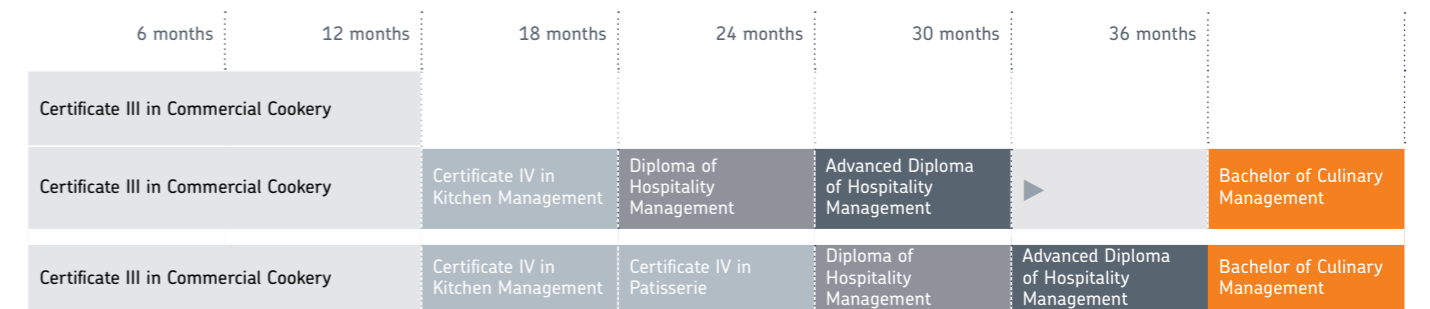 6 months 12 months 18 months 24 months 30 months 36 months
Certificate III in Commercial Cookery
Certificate III in Commercial Cookery
Certificate IV in
Kitchen Management
Diploma of
Hospitality
Management
Advanced Diploma
of Hospitality
Management
Bachelor of Culinary
Management
Certificate III in Commercial Cookery
Certificate IV in
Kitchen Management
Certificate IV in
Patisserie
Diploma of
Hospitality
Management
Advanced Diploma
of Hospitality
Management
Bachelor of Culinary
Management